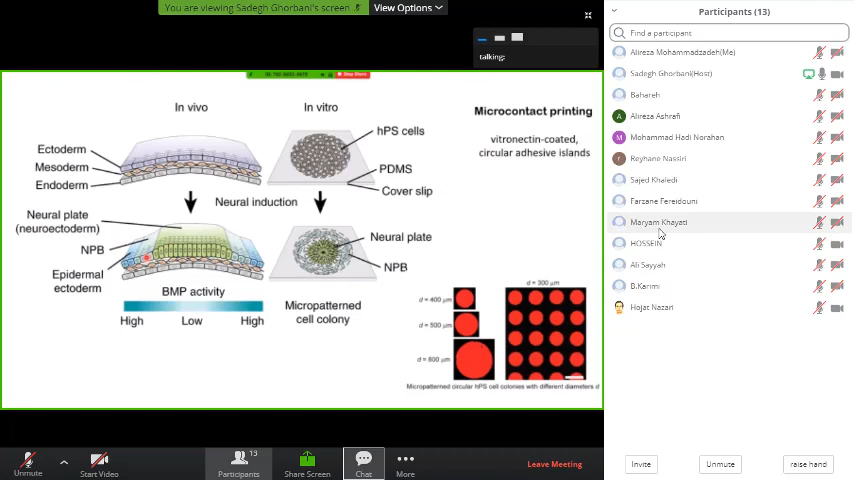 You are viewing Sadegh Ghorbani's screen
View Options
talking:
Stop Share
In vivo
In vitro
Ectoderm
Mesoderm
Endoderm
hPS cells
PDMS
Cover slip
Neural induction
Neural plate
(neuroectoderm)
NPB
Epidermal
ectoderm
Neural plate
NPB
BMP activity
High
Low
High
Micropatterned
cell colony
Microcontact printing
vitronectin-coated,
circular adhesive islands
d = 300 µm
d = 400 µm
d = 500 µm
d = 800 µm
Micropatterned circular hPS cell colonies with different diameters d
Unmute
Start Video
13
Participants
Share Screen
Chat
More
Leave Meeting
Participants (13)
Find a participant
Alireza Mohammadzadeh(Me)
Sadegh Ghorbani(Host)
Bahareh
A
Alireza Ashrafi
M
Mohammad Hadi Norahan
r
Reyhane Nassiri
Sajed Khaledi
Farzane Fereidouni
Maryam Khayati
HOSSEIN
Ali Sayyah
B.Karimi
Hojat Nazari
Invite
Unmute
raise hand